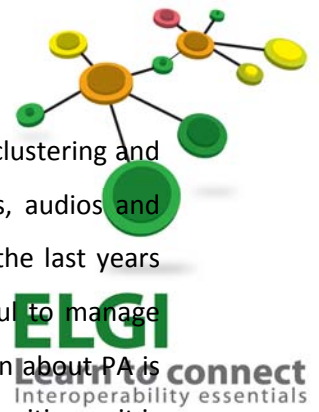 clustering and
s, audios and
the last years
ul to manage
ELGI
n about PA is
Learn to connect
Interoperability essentials